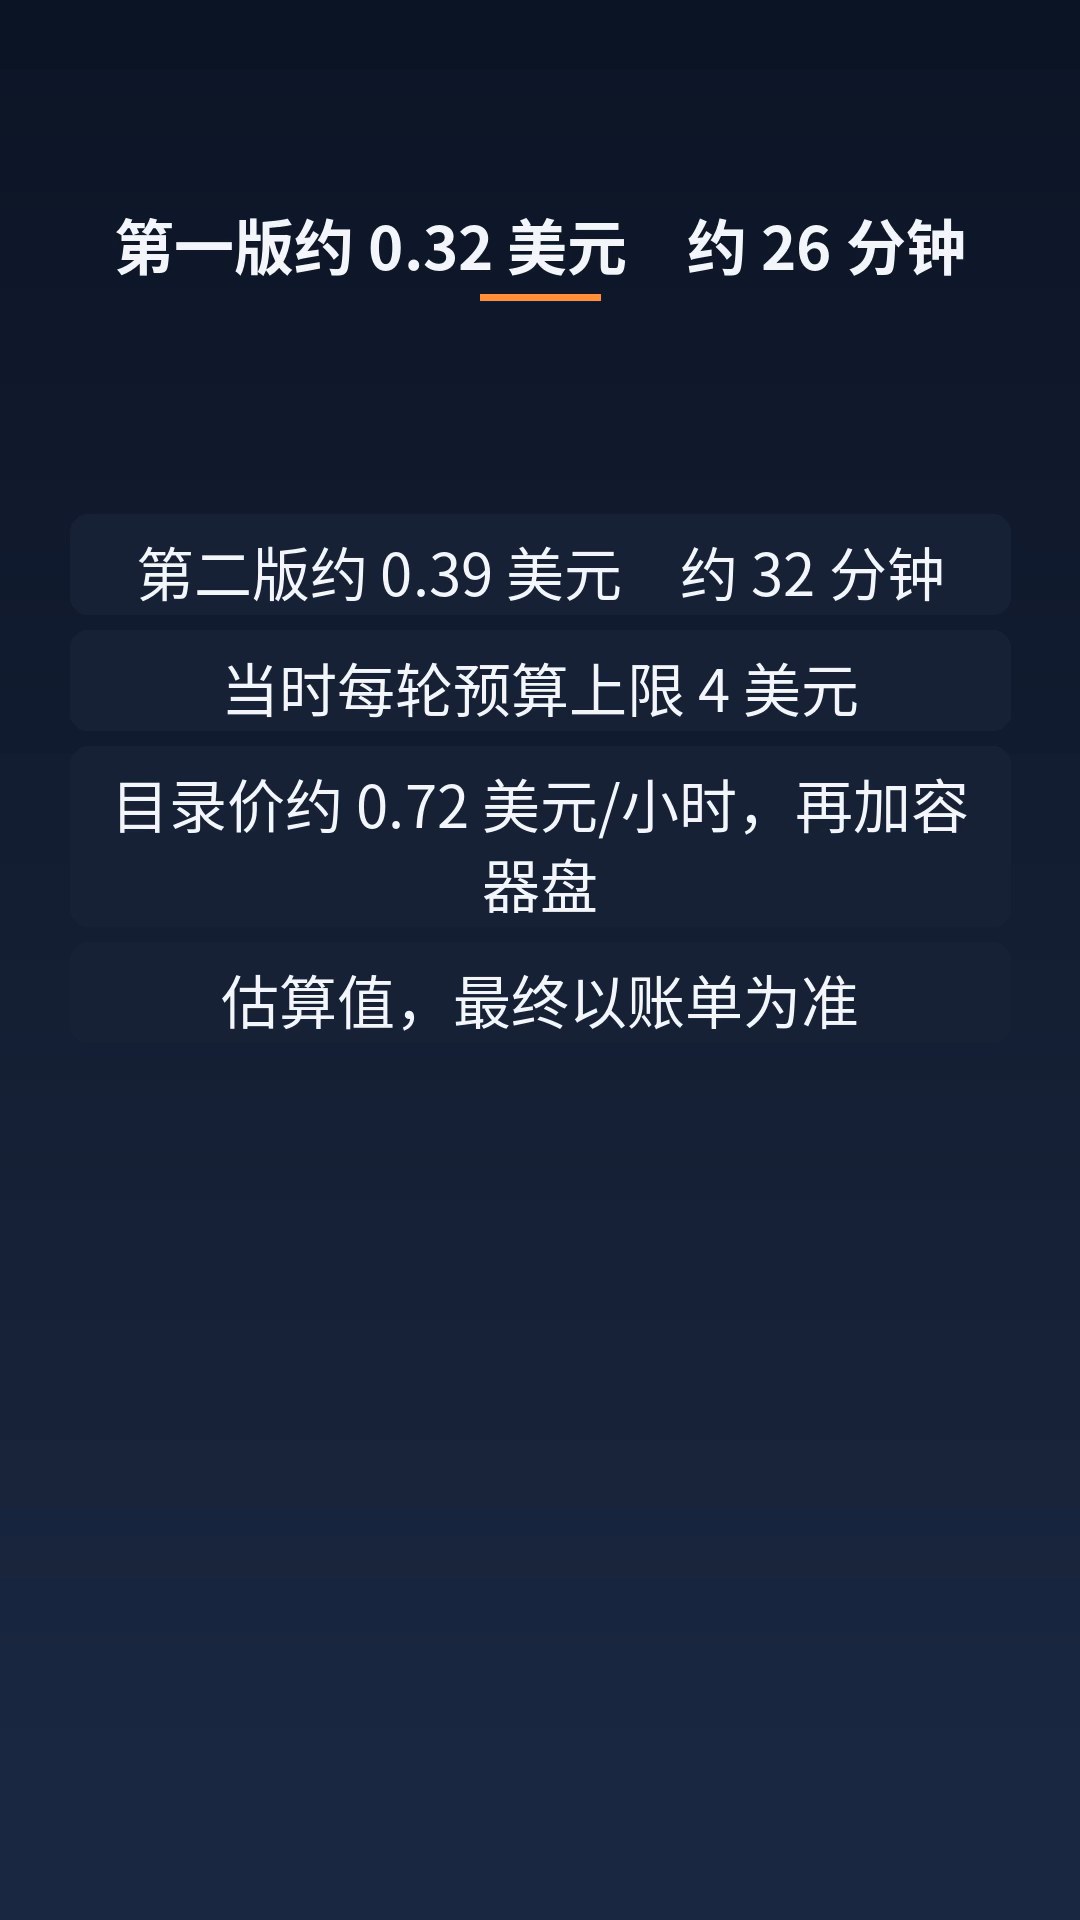 第一版约 0.32 美元　约 26 分钟
第二版约 0.39 美元　约 32 分钟
当时每轮预算上限 4 美元
目录价约 0.72 美元/小时，再加容
器盘
估算值，最终以账单为准